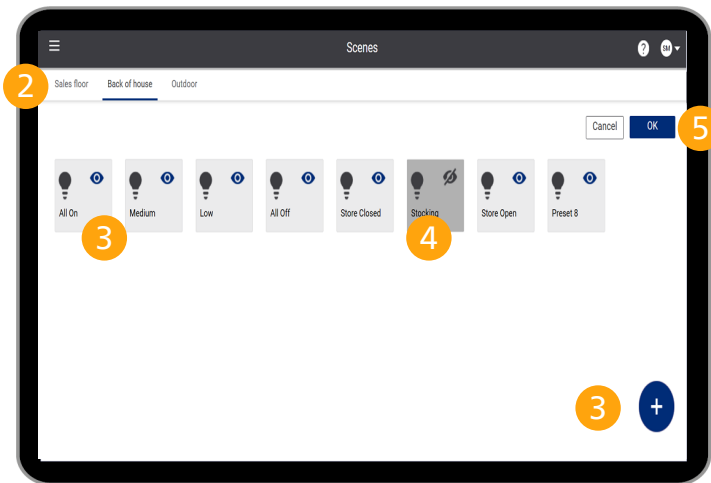 Scenes
? SM
2
Sales floor Back of house Outdoor
Cancel OK 5
All On Medium Low All Off Store Closed Stocking Store Open Preset 8
3 4
3 +